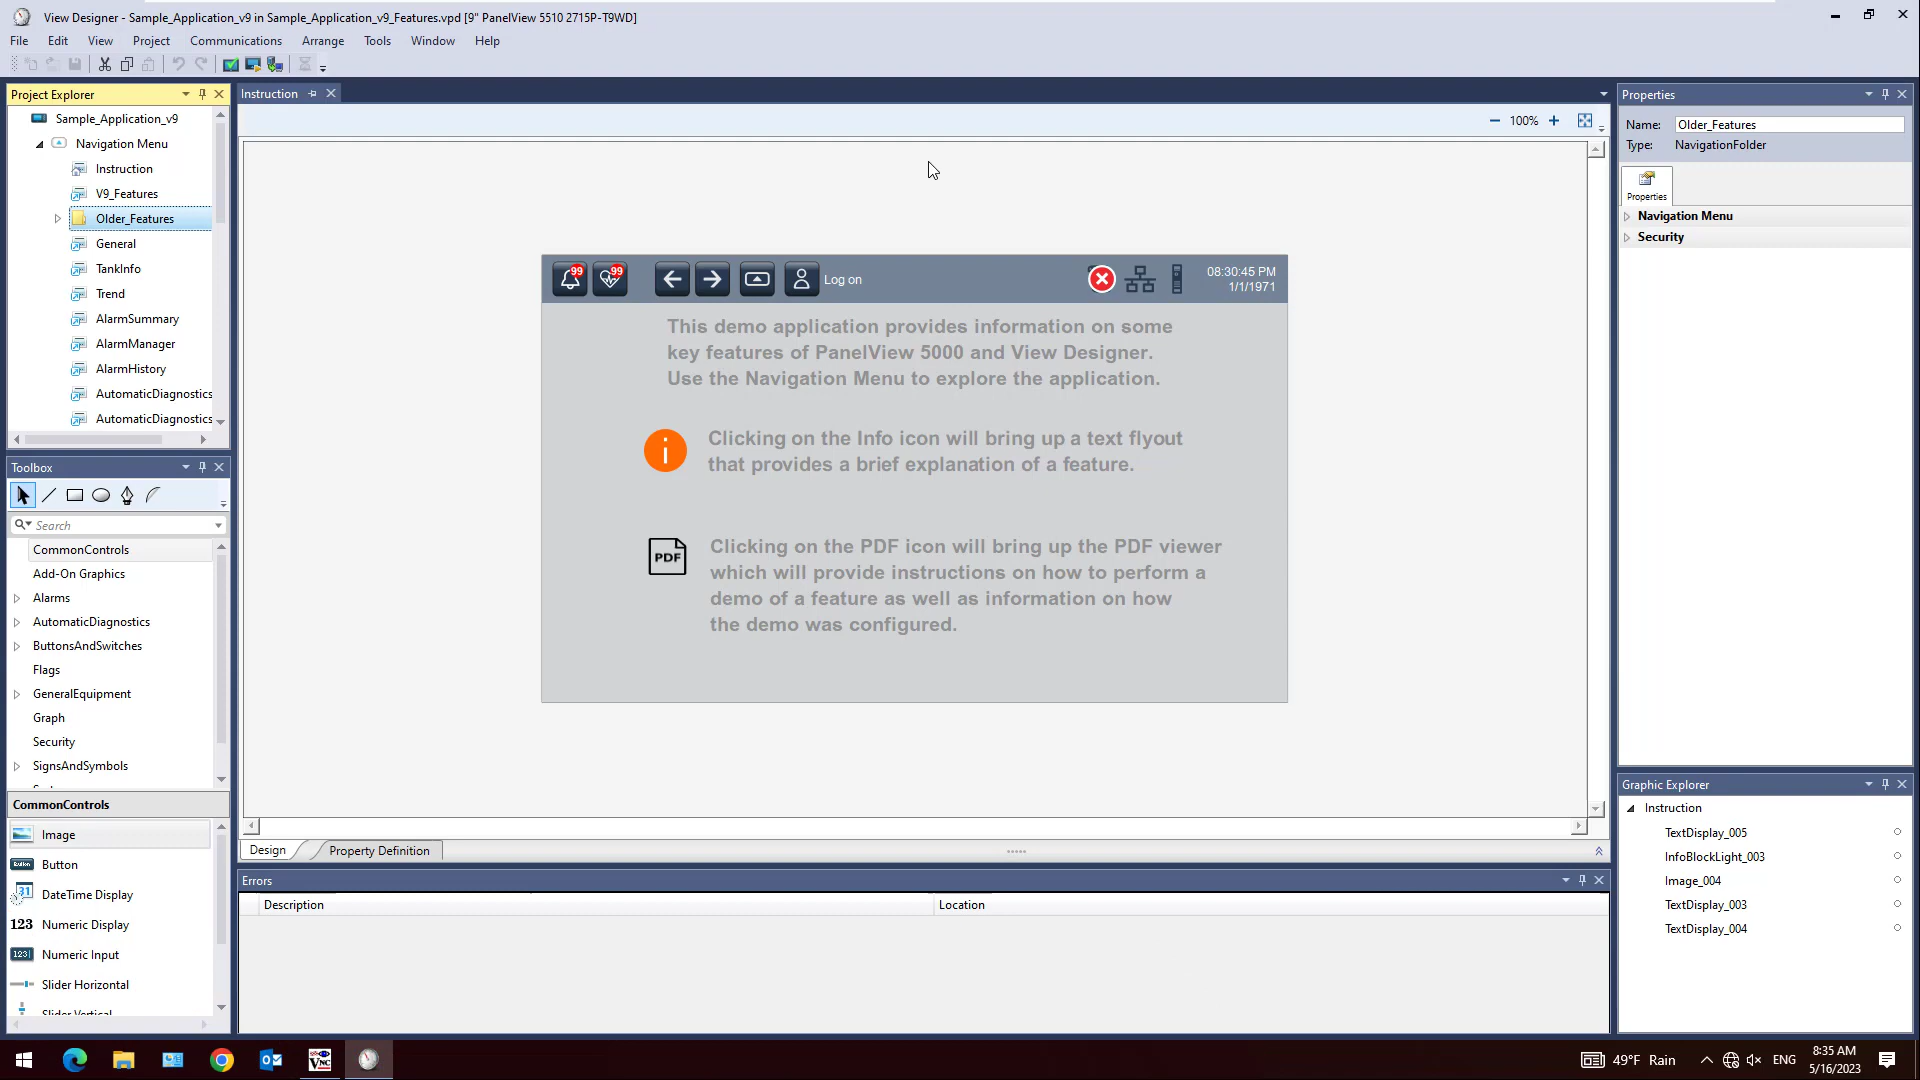 View Designer - Sample_Application_v9 in Sample_Application_v9_Features.vpd [9" PanelView 5510 2715P-T9WD]
File Edit View Project Communications Arrange Tools Window Help
Project Explorer
Sample_Application_v9
Navigation Menu
Instruction
V9_Features
Older_Features
General
TankInfo
Trend
AlarmSummary
AlarmManager
AlarmHistory
AutomaticDiagnostics
AutomaticDiagnostics
Toolbox
Search
CommonControls
Add-On Graphics
Alarms
AutomaticDiagnostics
ButtonsAndSwitches
Flags
GeneralEquipment
Graph
Security
SignsAndSymbols
CommonControls
Image
Button
DateTime Display
123 Numeric Display
123 Numeric Input
Slider Horizontal
Slider Vertical
Instruction
100%
99 99 Log on
08:30:45 PM
1/1/1971
This demo application provides information on some
key features of PanelView 5000 and View Designer.
Use the Navigation Menu to explore the application.
i
Clicking on the Info icon will bring up a text flyout
that provides a brief explanation of a feature.
PDF
Clicking on the PDF icon will bring up the PDF viewer
which will provide instructions on how to perform a
demo of a feature as well as information on how
the demo was configured.
Design Property Definition
Errors
Description Location
Properties
Name: Older_Features
Type: NavigationFolder
Properties
Navigation Menu
Security
Graphic Explorer
Instruction
TextDisplay_005
InfoBlockLight_003
Image_004
TextDisplay_003
TextDisplay_004
49°F Rain ENG
8:35 AM
5/16/2023